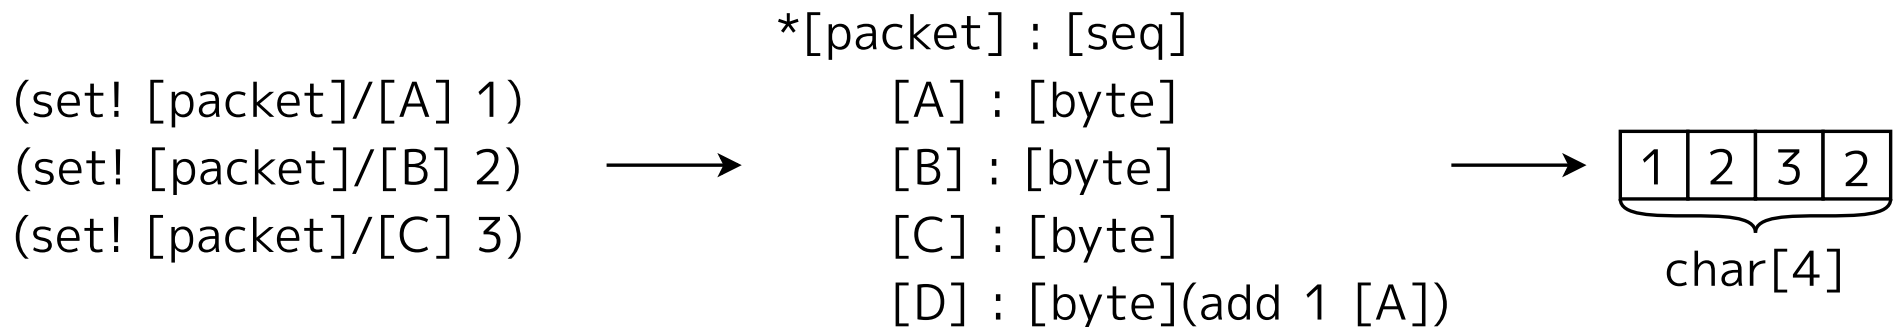 (set! [packet]/[A] 1)
(set! [packet]/[B] 2)
(set! [packet]/[C] 3)
*[packet] : [seq]
[A] : [byte]
[B] : [byte]
[C] : [byte]
[D] : [byte](add 1 [A])
1 2 3 2
char[4]